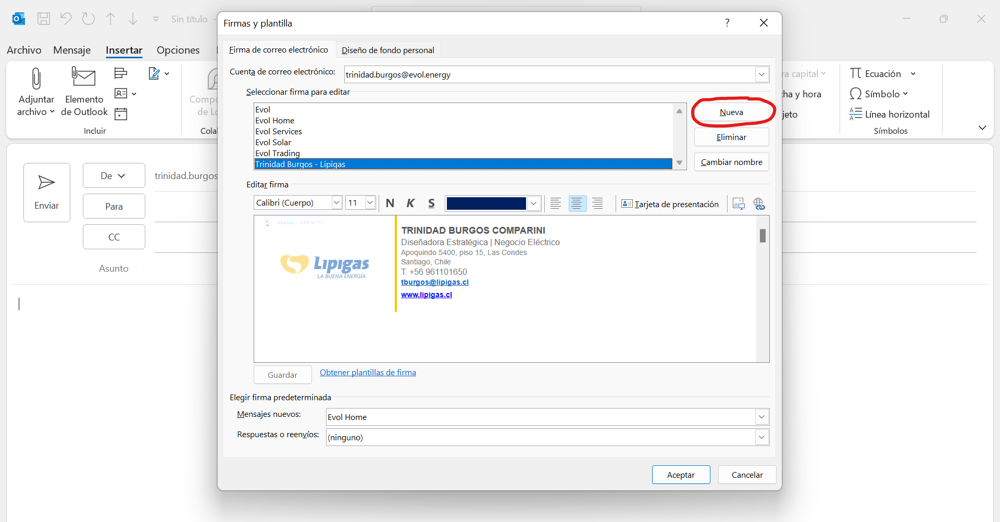 Sin título -
Firmas y plantilla
?
Archivo
Mensaje
Insertar
Opciones
Firma de correo electrónico
Diseño de fondo personal
Adjuntar
archivo
Elemento
de Outlook
Incluir
Cuenta de correo electrónico:
trinidad.burgos@evol.energy
Seleccionar firma para editar
Evol
Evol Home
Evol Services
Evol Solar
Evol Trading
Trinidad Burgos - Lipigas
Nueva
Eliminar
Cambiar nombre
ra capital
Ecuación
ha y hora
Símbolo
jeto
Línea horizontal
Símbolos
Enviar
De
trinidad.burgos
Para
CC
Asunto
Editar firma
Calibri (Cuerpo)
11
N
K
S
Tarjeta de presentación
Lipigas
LA BUENA ENERGÍA
TRINIDAD BURGOS COMPARINI
Diseñadora Estratégica | Negocio Eléctrico
Apoquindo 5400, piso 15, Las Condes
Santiago, Chile
T. +56 961101650
tburgos@lipigas.cl
www.lipigas.cl
Guardar
Obtener plantillas de firma
Elegir firma predeterminada
Mensajes nuevos:
Evol Home
Respuestas o reenvíos:
(ninguno)
Aceptar
Cancelar